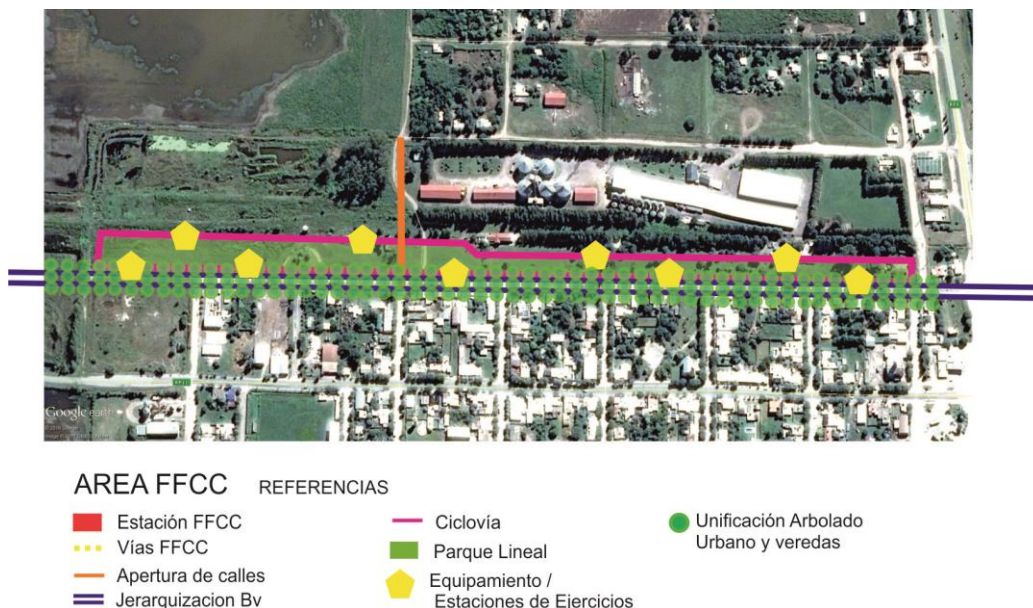 Google earth
AREA FFCC REFERENCIAS
Estación FFCC
Vías FFCC
Apertura de calles
Jerarquizacion Bv
Ciclovía
Parque Lineal
Equipamiento /
Estaciones de Ejercicios
Unificación Arbolado
Urbano y veredas